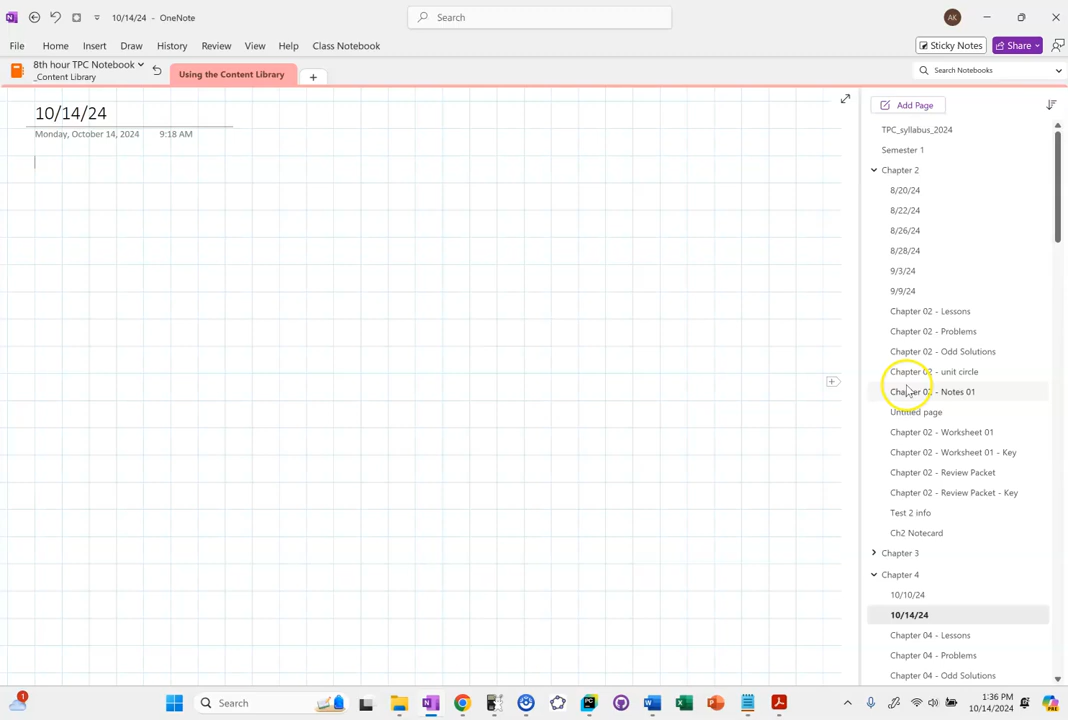 10/14/24 - OneNote
Search
AK
File Home Insert Draw History Review View Help Class Notebook
Sticky Notes
Share
8th hour TPC Notebook
_Content Library
Using the Content Library
+
Search Notebooks
10/14/24
Monday, October 14, 2024 9:18 AM
Add Page
TPC_syllabus_2024
Semester 1
Chapter 2
8/20/24
8/22/24
8/26/24
8/28/24
9/3/24
9/9/24
Chapter 02 - Lessons
Chapter 02 - Problems
Chapter 02 - Odd Solutions
Chapter 02 - unit circle
Chapter 02 - Notes 01
Untitled page
Chapter 02 - Worksheet 01
Chapter 02 - Worksheet 01 - Key
Chapter 02 - Review Packet
Chapter 02 - Review Packet - Key
Test 2 info
Ch2 Notecard
Chapter 3
Chapter 4
10/10/24
10/14/24
Chapter 04 - Lessons
Chapter 04 - Problems
Chapter 04 - Odd Solutions
1
Search
1:36 PM
10/14/2024